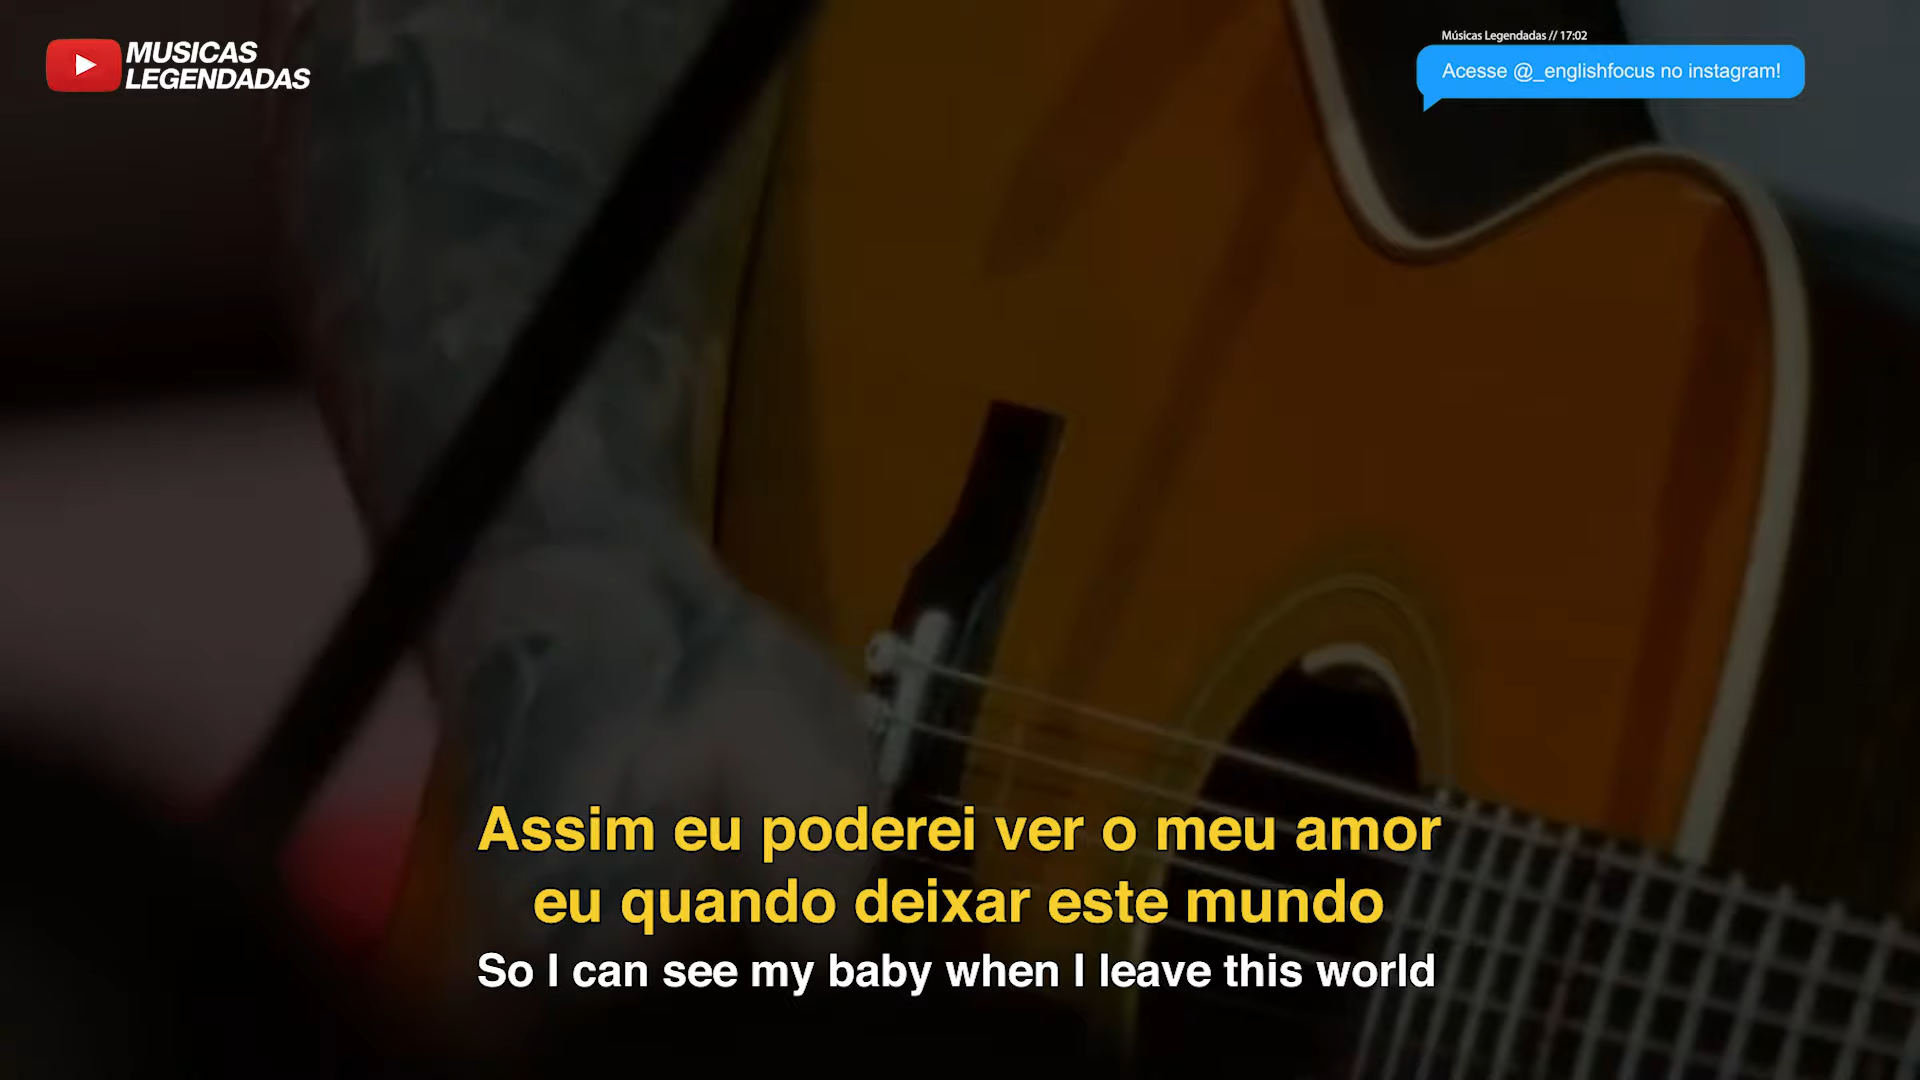 MUSICAS
LEGENDADAS
Músicas Legendadas // 17:02
Acesse @_englishfocus no instagram!
Assim eu poderei ver o meu amor
eu quando deixar este mundo
So I can see my baby when I leave this world